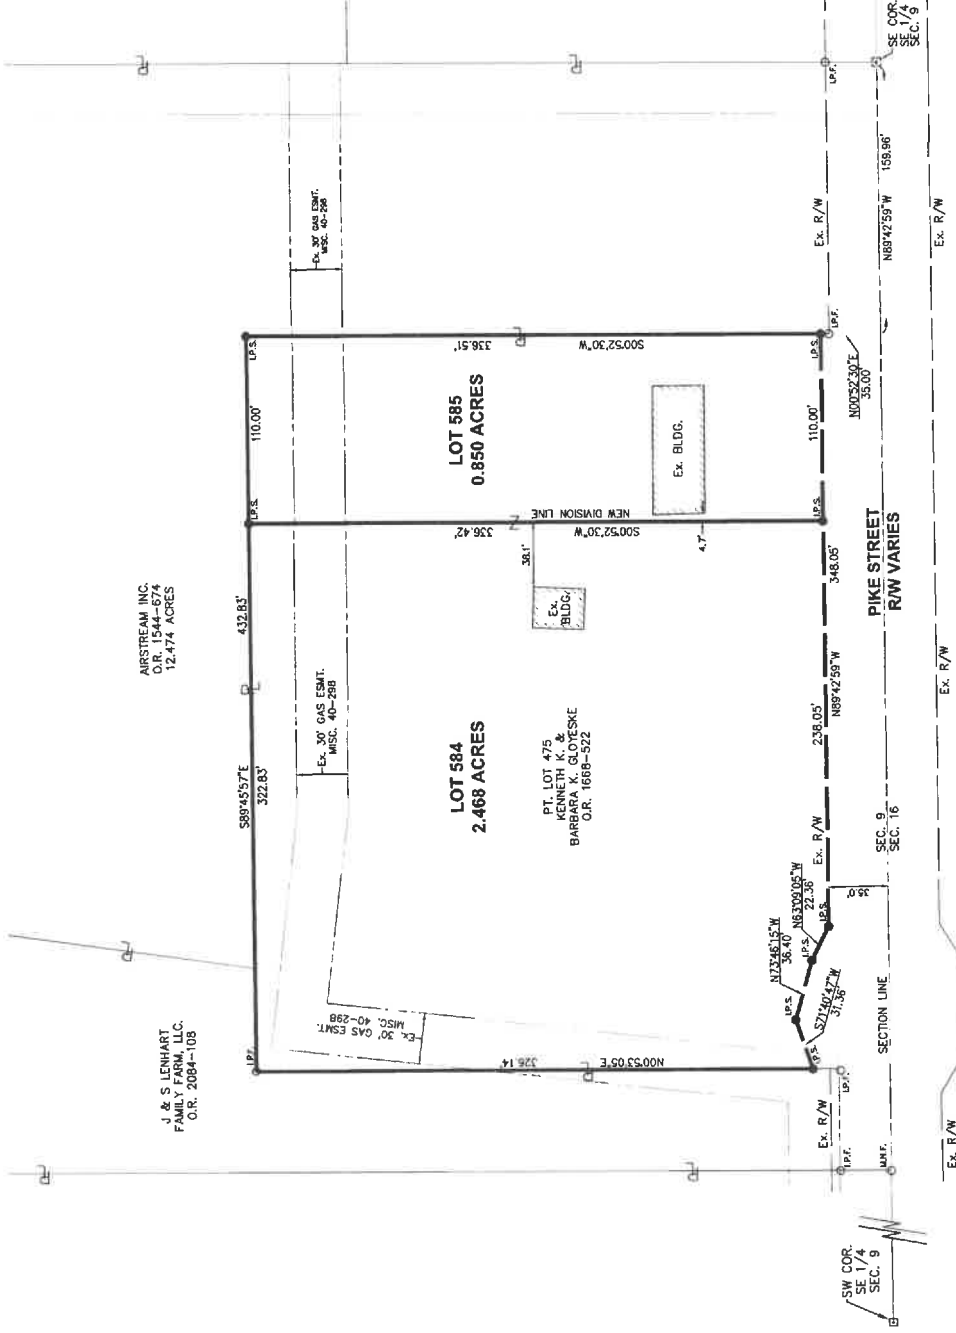 AIRSTREAM INC.
O.R. 1544-674
12.474 ACRES
J & S LENHART
FAMILY FARM, LLC.
O.R. 2084-108
S89°45'57"E
322.83'
432.83'
110.00'
I.P.F.
I.P.S.
I.P.S.
Ex. 30' GAS ESMT.
MISC. 40-298
Ex. 30' GAS ESMT.
MISC. 40-298
Ex. 30' GAS ESMT.
MISC. 40-298
LOT 584
2.468 ACRES
LOT 585
0.850 ACRES
PT. LOT 475
KENNETH K. &
BARBARA K. GLOYESKE
O.R. 1668-522
N00°53'05"E
326.14'
336.42'
S00°52'30"W
NEW DIVISION LINE
336.51'
S00°52'30"W
38.1'
Ex.
BLDG.
Ex. BLDG.
4.7'
I.P.S.
S71°40'47"W
31.36'
I.P.S.
N73°46'15"W
36.40'
I.P.S.
N63°09'05"W
22.36'
I.P.S.
Ex. R/W
238.05'
N89°42'59"W
348.05'
I.P.S.
110.00'
I.P.S.
I.P.F.
N00°52'30"E
35.00'
Ex. R/W
I.P.F.
Ex. R/W
I.P.F.
I.P.F.
M.N.F.
SECTION LINE
35.0'
SEC. 9
SEC. 16
PIKE STREET
R/W VARIES
N89°42'59"W
159.96'
SE COR.
SE 1/4
SEC. 9
SW COR.
SE 1/4
SEC. 9
Ex. R/W
Ex. R/W
Ex. R/W